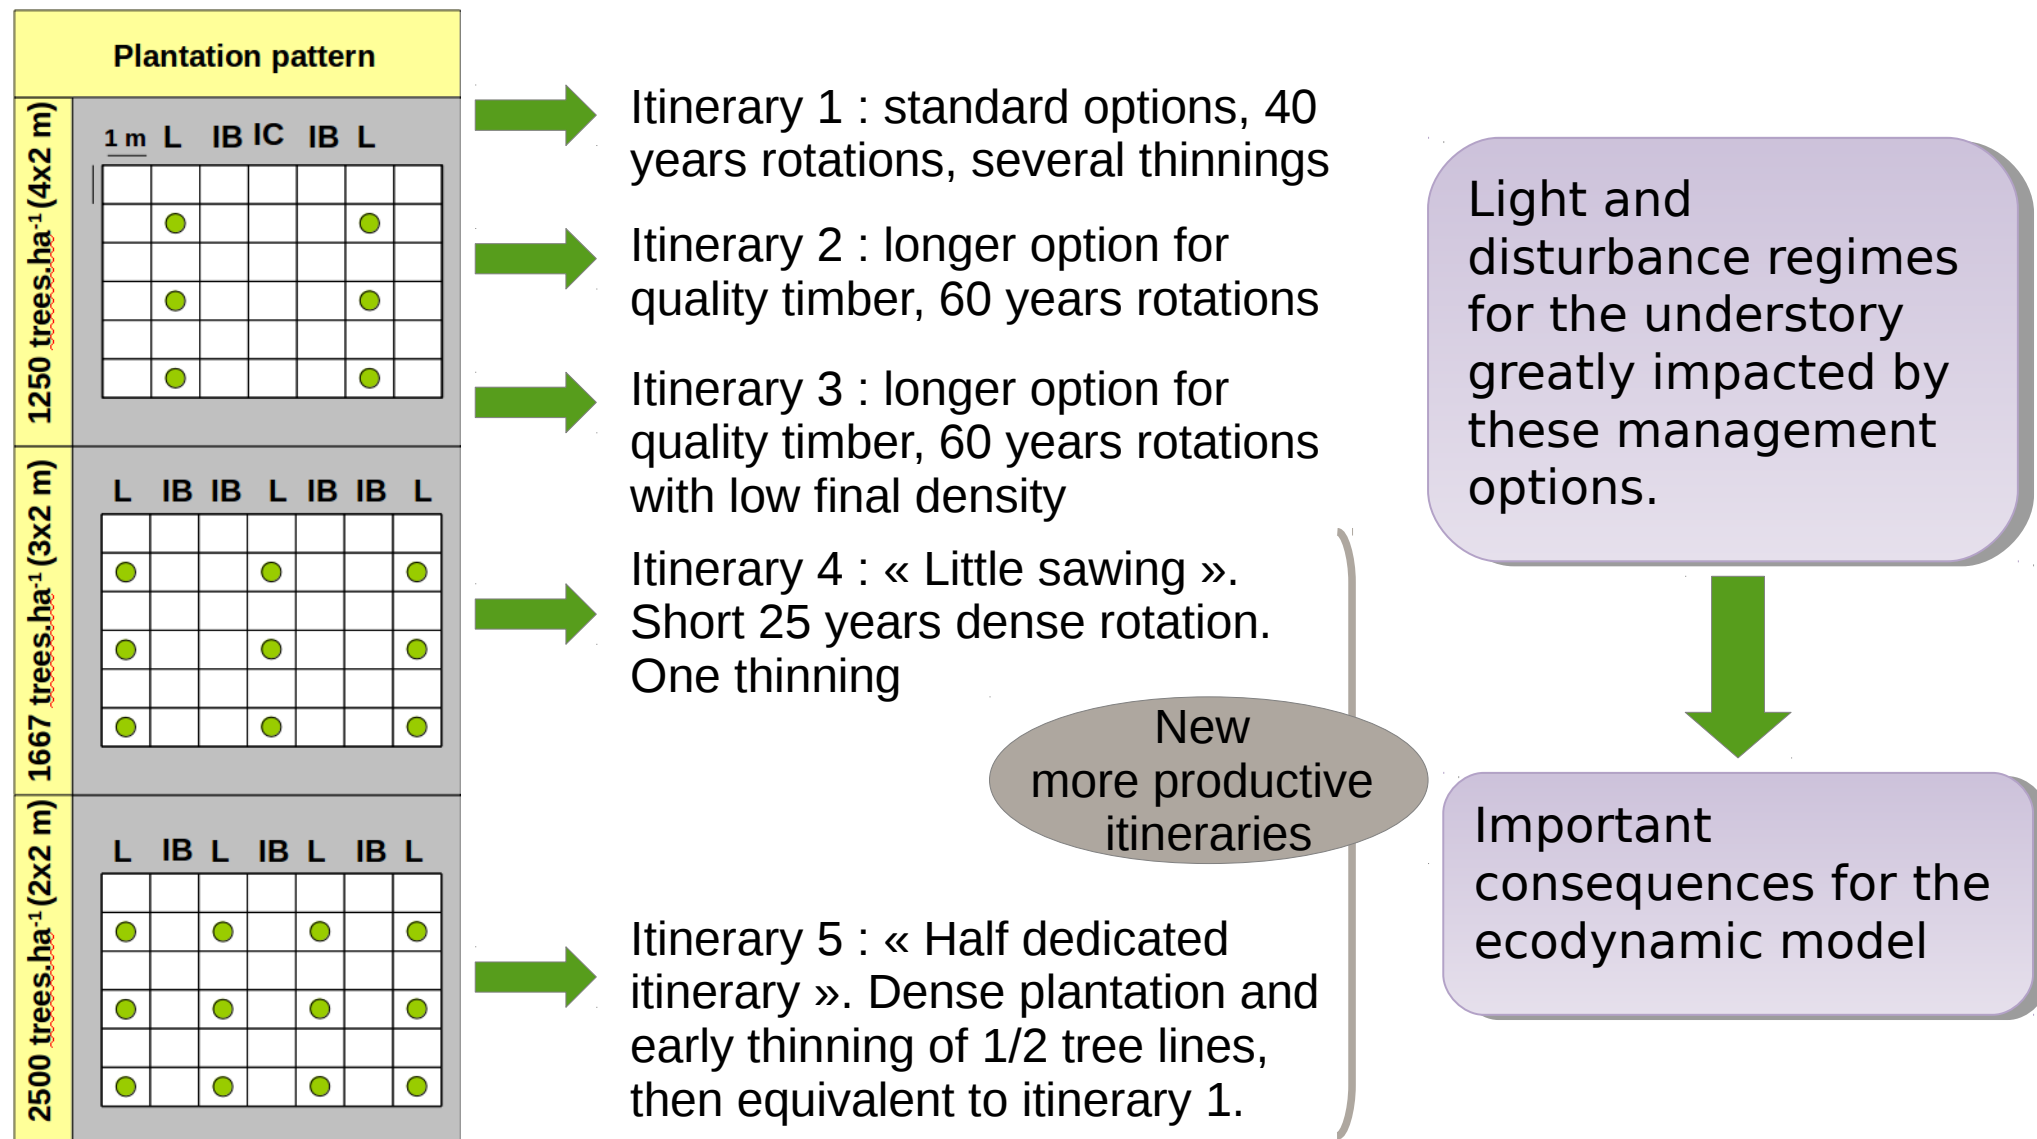 Plantation pattern
1250 trees.ha-1 (4x2 m)
1 m L IB IC IB L
1667 trees.ha-1 (3x2 m)
L IB IB L IB IB L
2500 trees.ha-1 (2x2 m)
L IB L IB L IB L
Itinerary 1 : standard options, 40
years rotations, several thinnings
Itinerary 2 : longer option for
quality timber, 60 years rotations
Itinerary 3 : longer option for
quality timber, 60 years rotations
with low final density
Itinerary 4 : « Little sawing ».
Short 25 years dense rotation.
One thinning
New
more productive
itineraries
Itinerary 5 : « Half dedicated
itinerary ». Dense plantation and
early thinning of 1/2 tree lines,
then equivalent to itinerary 1.
Light and
disturbance regimes
for the understory
greatly impacted by
these management
options.
Important
consequences for the
ecodynamic model